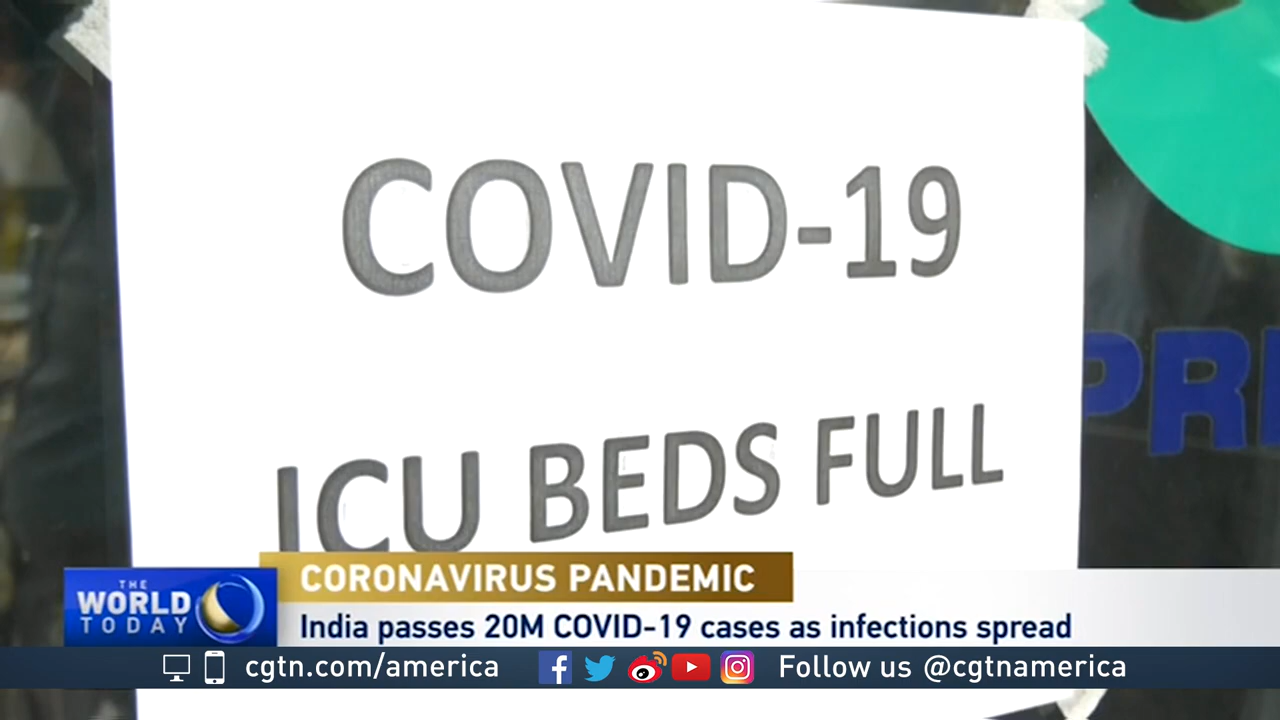 COVID-19
ICU BEDS FULL
PRI
CORONAVIRUS PANDEMIC
THE
WORLD
TODAY
India passes 20M COVID-19 cases as infections spread
cgtn.com/america
Follow us @cgtnamerica